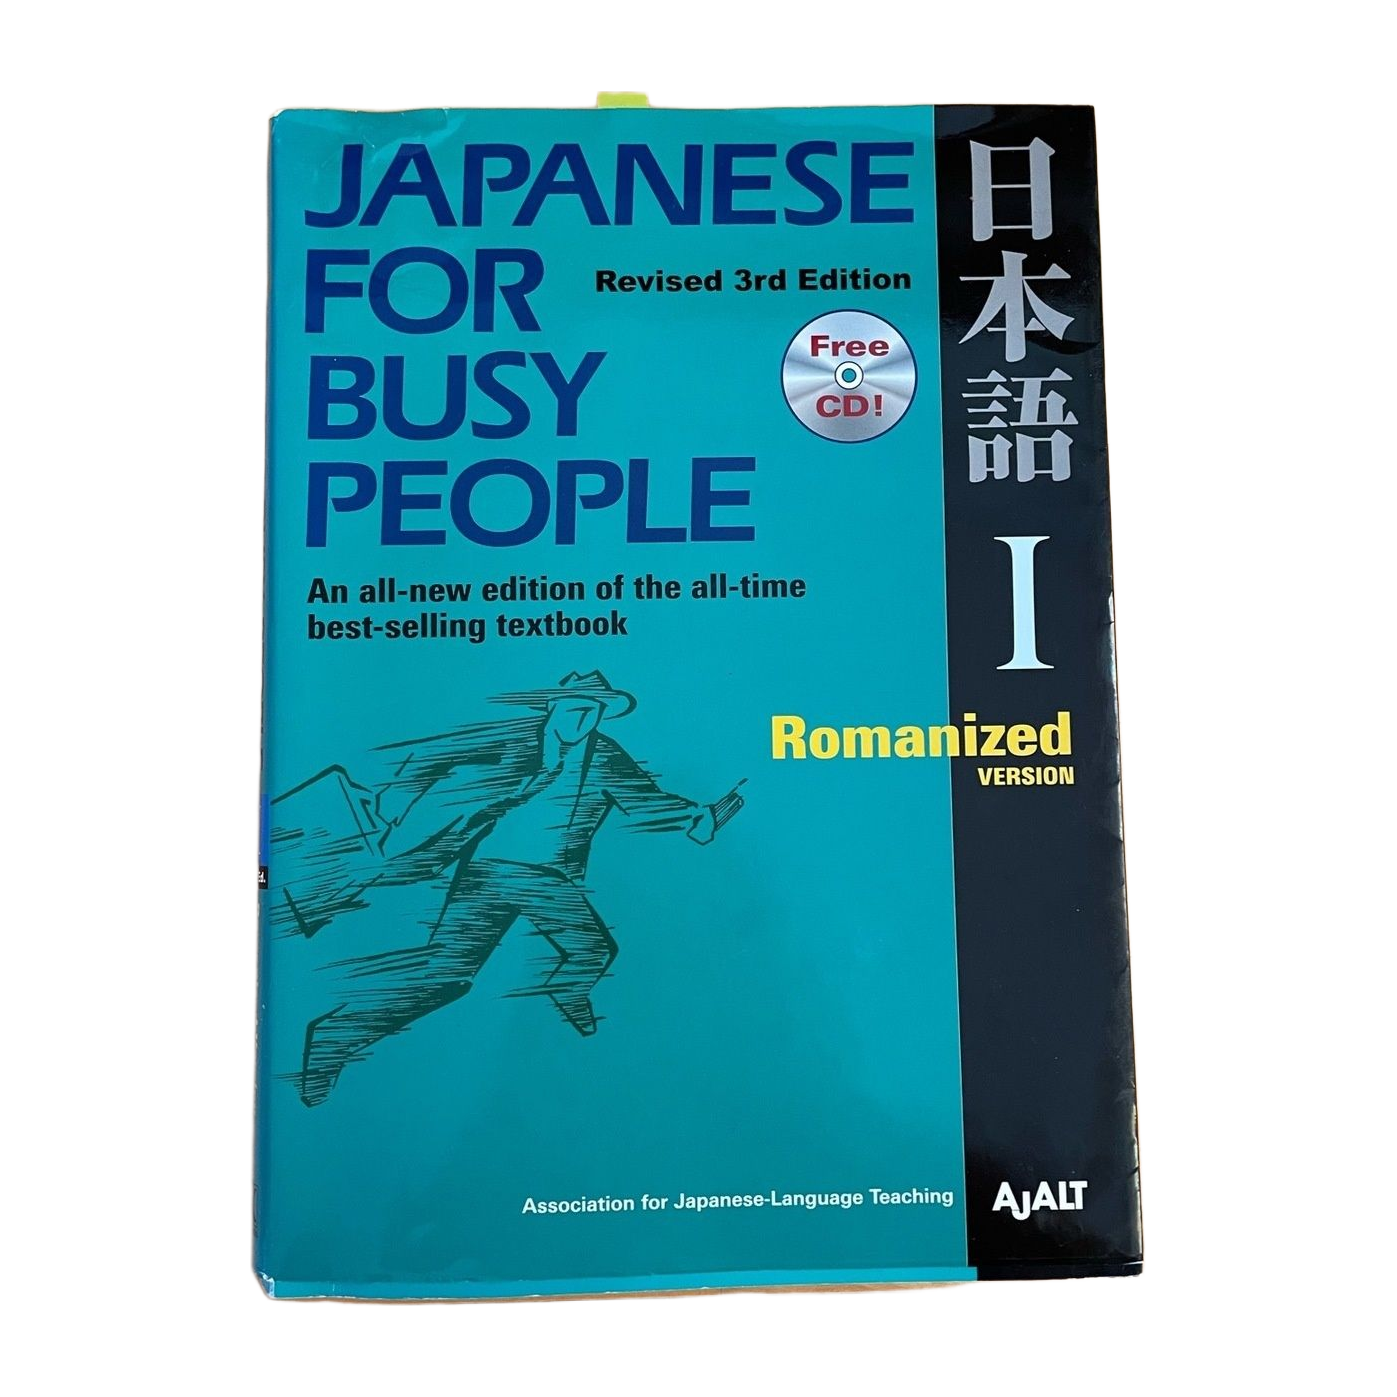 JAPANESE
FOR
BUSY
PEOPLE
Revised 3rd Edition
Free
CD!
An all-new edition of the all-time
best-selling textbook
日本語 I
Romanized
VERSION
Association for Japanese-Language Teaching
AJALT
Ed.